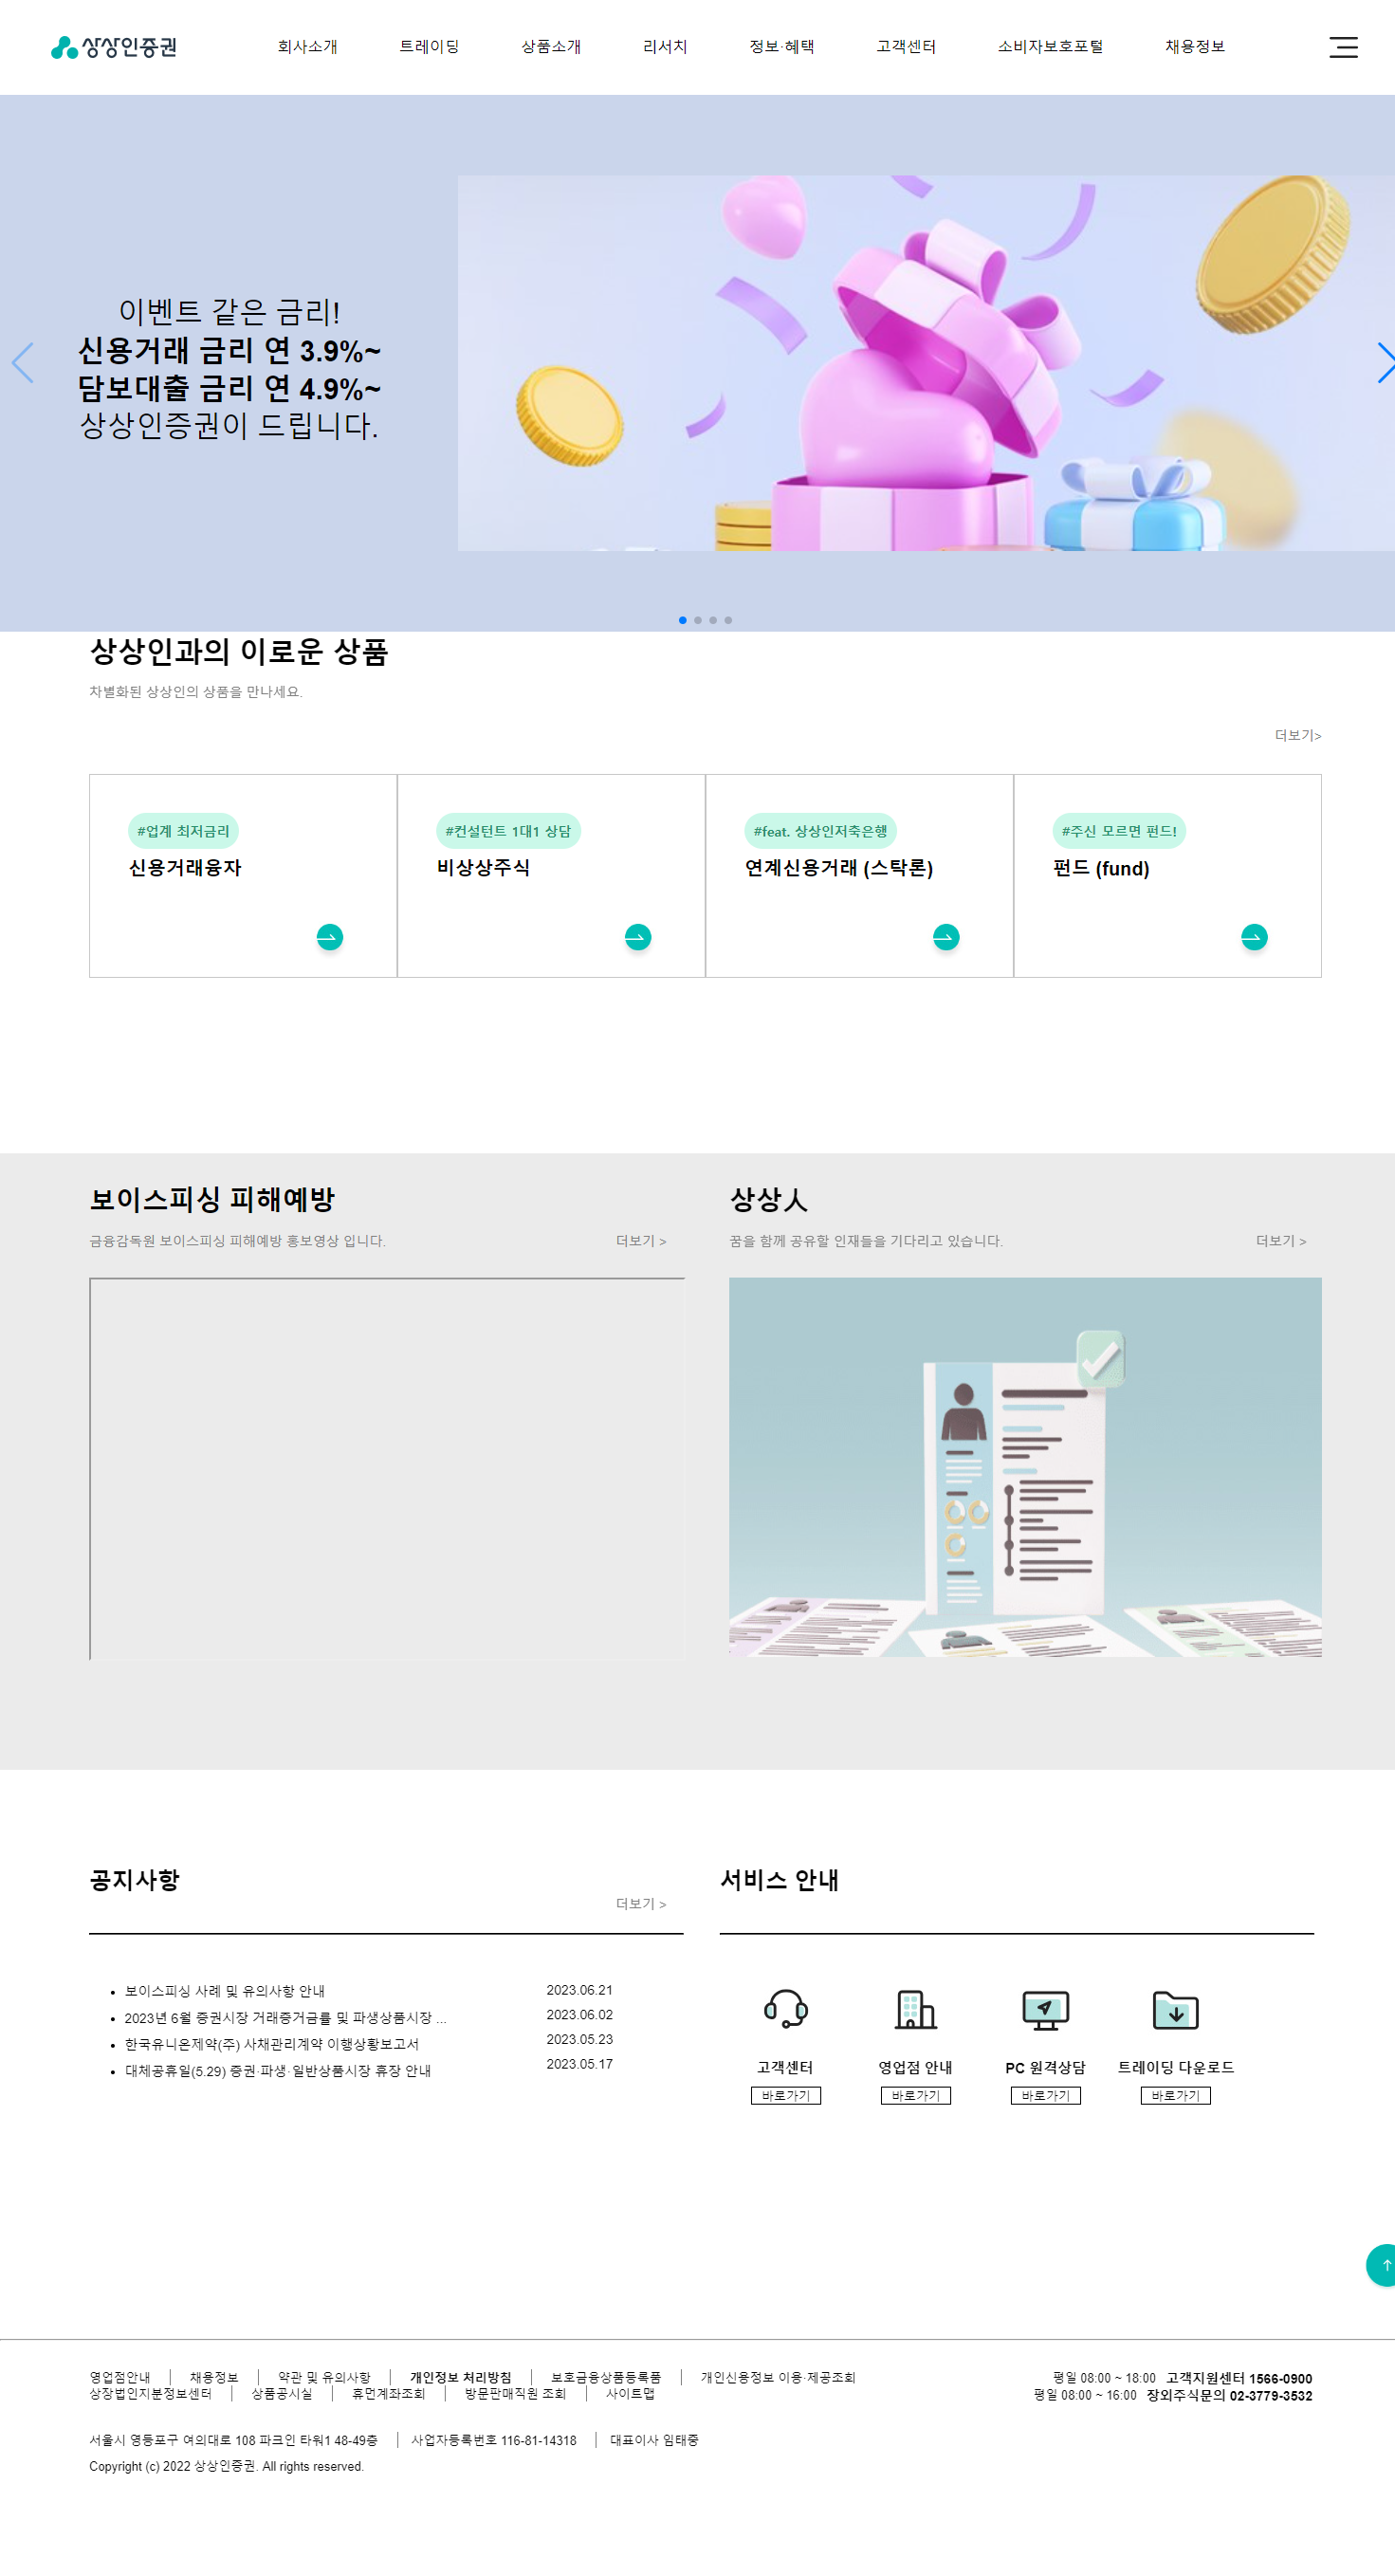 상상인증권
회사소개 트레이딩 상품소개 리서치 정보·혜택 고객센터 소비자보호포털 채용정보
이벤트 같은 금리!
신용거래 금리 연 3.9%~
담보대출 금리 연 4.9%~
상상인증권이 드립니다.
상상인과의 이로운 상품
차별화된 상상인의 상품을 만나세요.
더보기>
#업계 최저금리
신용거래융자
#컨설턴트 1대1 상담
비상상주식
#feat. 상상인저축은행
연계신용거래 (스탁론)
#주신 모르면 펀드!
펀드 (fund)
보이스피싱 피해예방
금융감독원 보이스피싱 피해예방 홍보영상 입니다. 더보기 >
상상人
꿈을 함께 공유할 인재들을 기다리고 있습니다. 더보기 >
공지사항
더보기 >
보이스피싱 사례 및 유의사항 안내 2023.06.21
2023년 6월 증권시장 거래증거금률 및 파생상품시장 ... 2023.06.02
한국유니온제약(주) 사채관리계약 이행상황보고서 2023.05.23
대체공휴일(5.29) 증권·파생·일반상품시장 휴장 안내 2023.05.17
서비스 안내
고객센터 영업점 안내 PC 원격상담 트레이딩 다운로드
바로가기 바로가기 바로가기 바로가기
영업점안내 채용정보 약관 및 유의사항 개인정보 처리방침 보호금융상품등록품 개인신용정보 이용·제공조회
상장법인지분정보센터 상품공시실 휴먼계좌조회 방문판매직원 조회 사이트맵
평일 08:00 ~ 18:00 고객지원센터 1566-0900
평일 08:00 ~ 16:00 장외주식문의 02-3779-3532
서울시 영등포구 여의대로 108 파크인 타워1 48-49층 사업자등록번호 116-81-14318 대표이사 임태중
Copyright (c) 2022 상상인증권. All rights reserved.